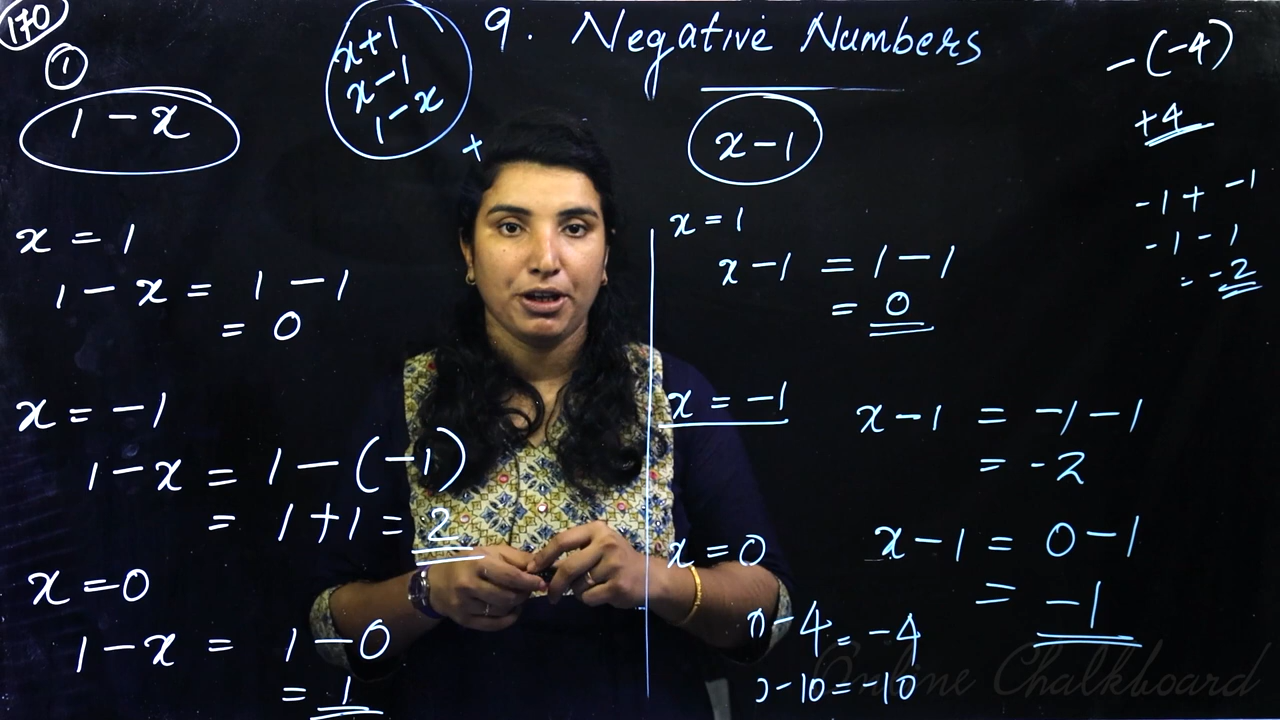 170
9. Negative Numbers
①
1 - x
x+1
x-1
1-x
+
x = 1
1 - x = 1 - 1
= 0
x = -1
1 - x = 1 - (-1)
= 1+1 = 2
x = 0
1 - x = 1 - 0
= 1
x-1
x = 1
x - 1 = 1 - 1
= 0
x = -1
x - 1 = -1 - 1
= -2
x = 0
x - 1 = 0 - 1
= -1
0-4 = -4
-10 = -10
-(-4)
+4
-1 + -1
-1 - 1
= -2
Online Chalkboard